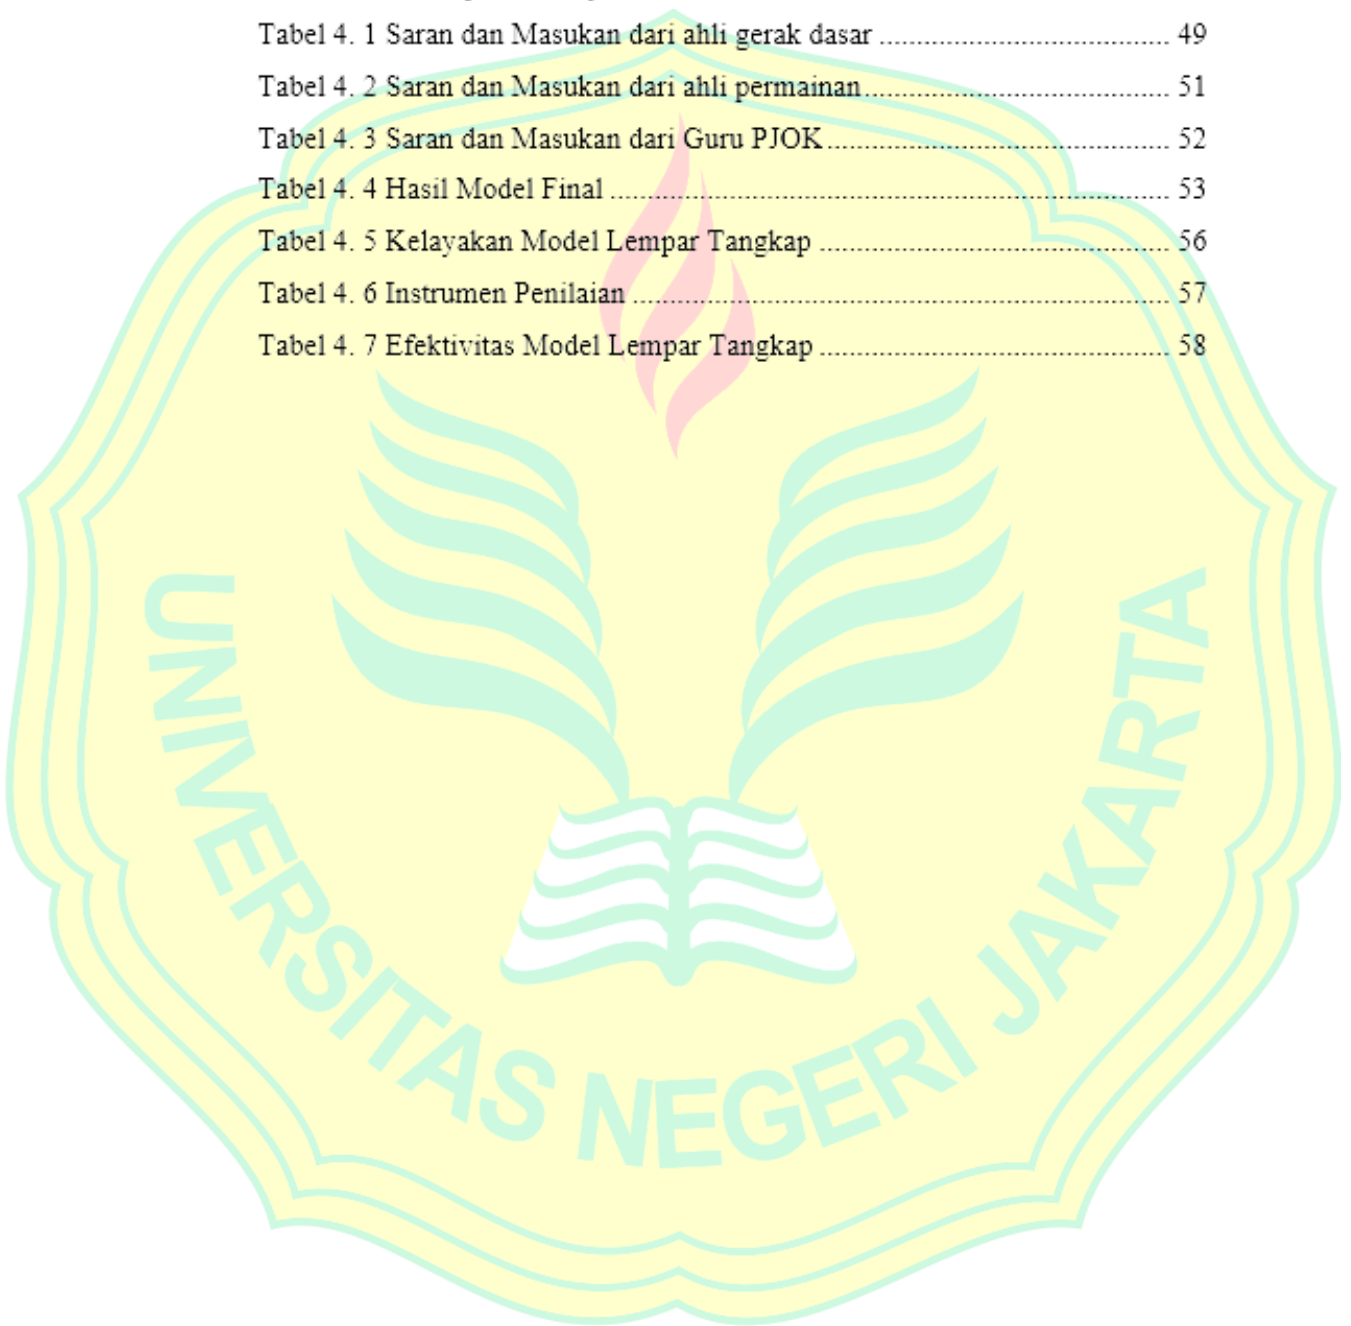 Tabel 4. 1 Saran dan Masukan dari ahli gerak dasar ....................................... 49
Tabel 4. 2 Saran dan Masukan dari ahli permainan......................................... 51
Tabel 4. 3 Saran dan Masukan dari Guru PJOK.............................................. 52
Tabel 4. 4 Hasil Model Final ........................................................................... 53
Tabel 4. 5 Kelayakan Model Lempar Tangkap ............................................... 56
Tabel 4. 6 Instrumen Penilaian ........................................................................ 57
Tabel 4. 7 Efektivitas Model Lempar Tangkap ............................................... 58
UNIVERSITAS NEGERI JAKARTA